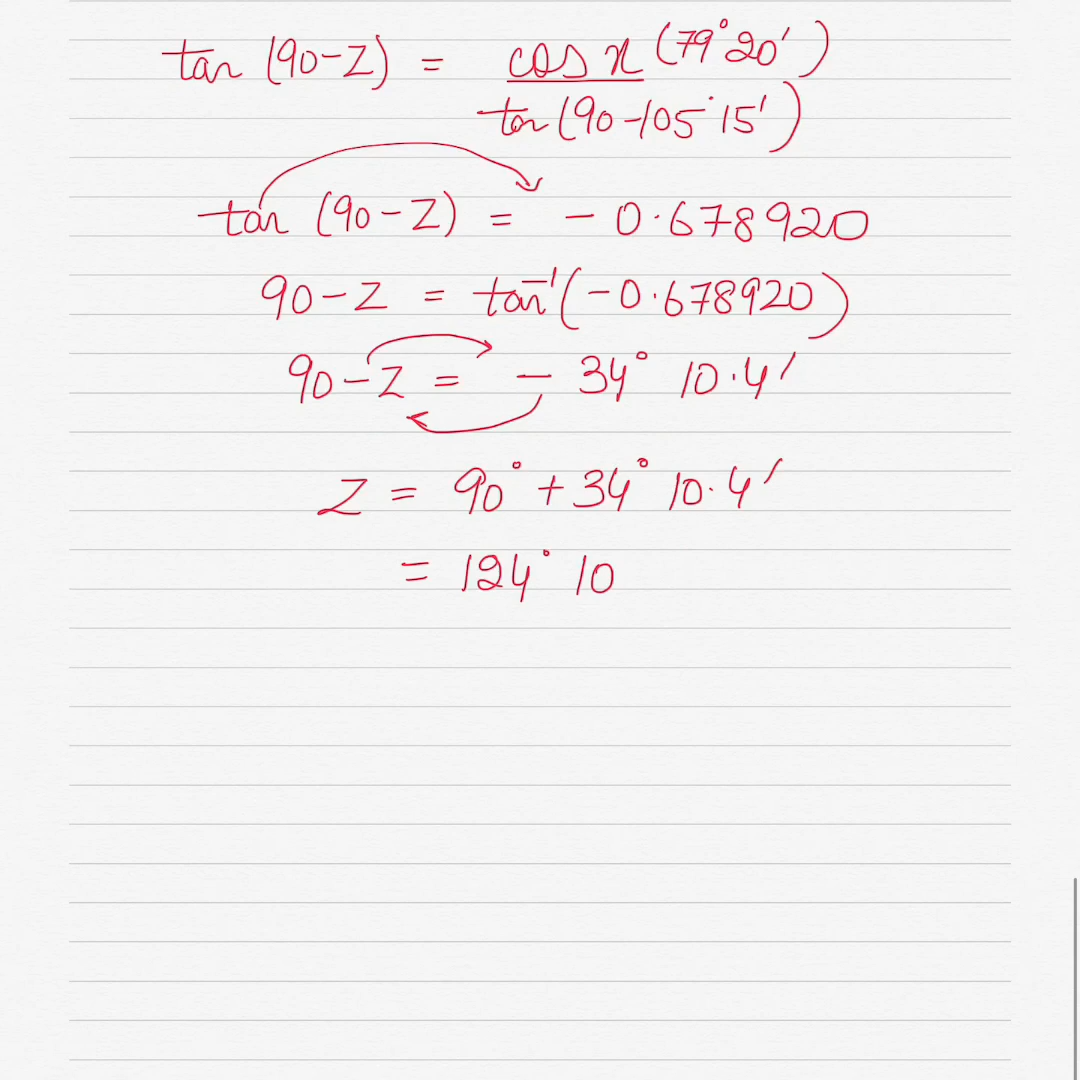 tan (90-Z) = cos x (79°20')
tan (90-105°15')
tan (90-Z) = - 0.678920
90-Z = tan⁻¹(-0.678920)
90-Z = - 34° 10.4'
Z = 90° + 34° 10.4'
= 124° 10